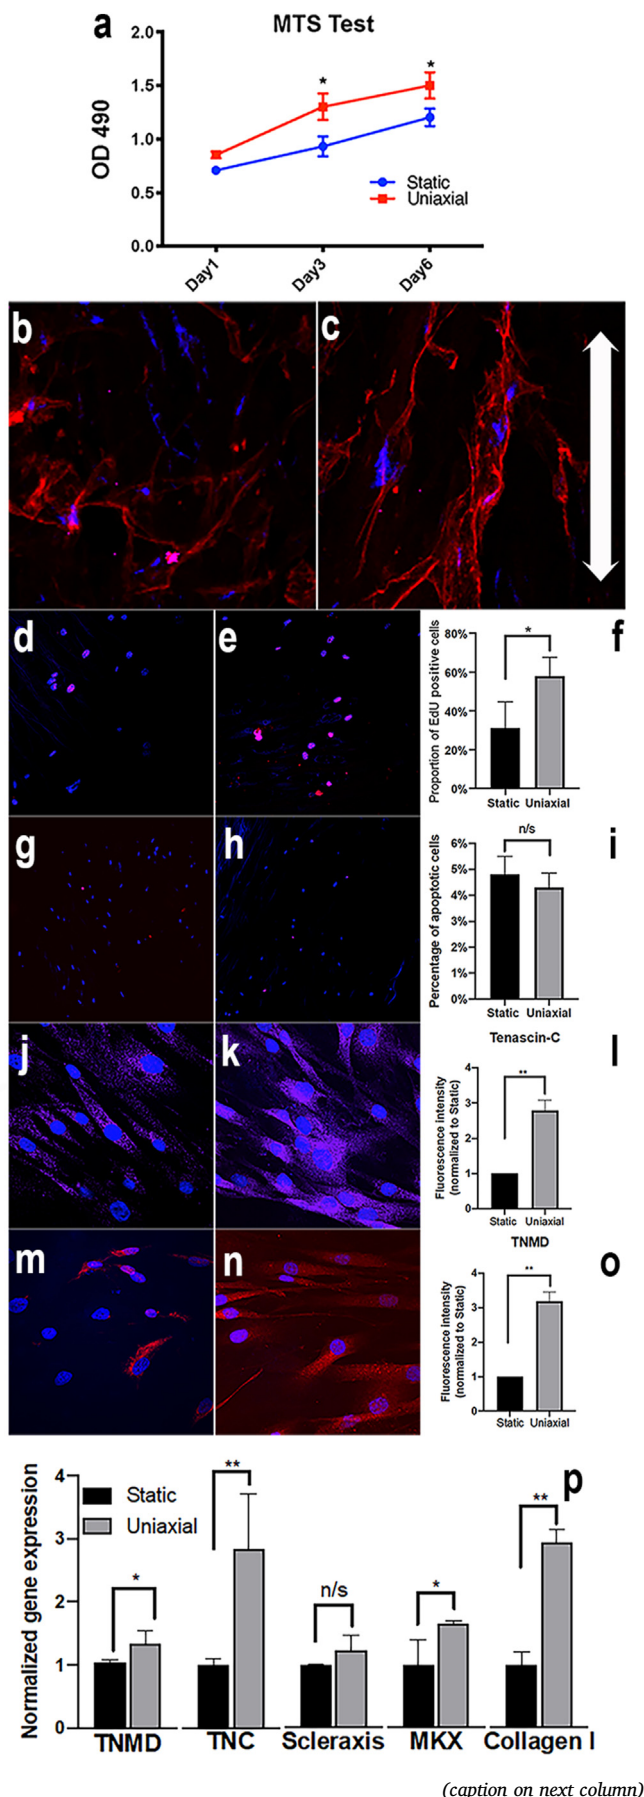 a
MTS Test
2.0
1.5
1.0
0.5
0.0
OD 490
*
*
Static
Uniaxial
Day1
Day3
Day6
b
c
d
e
f
Proportion of EdU positive cells
80%
60%
40%
20%
0%
*
Static Uniaxial
g
h
i
Percentage of apoptotic cells
6%
5%
4%
3%
2%
1%
0%
n/s
Static Uniaxial
j
k
l
Tenascin-C
Fluorescence intensity
(normalized to Static)
4
3
2
1
0
**
Static Uniaxial
m
n
o
TNMD
Fluorescence intensity
(normalized to Static)
4
3
2
1
0
**
Static Uniaxial
p
Normalized gene expression
4
3
2
1
0
Static
Uniaxial
*
**
n/s
*
**
TNMD TNC Scleraxis MKX Collagen I
(caption on next column)